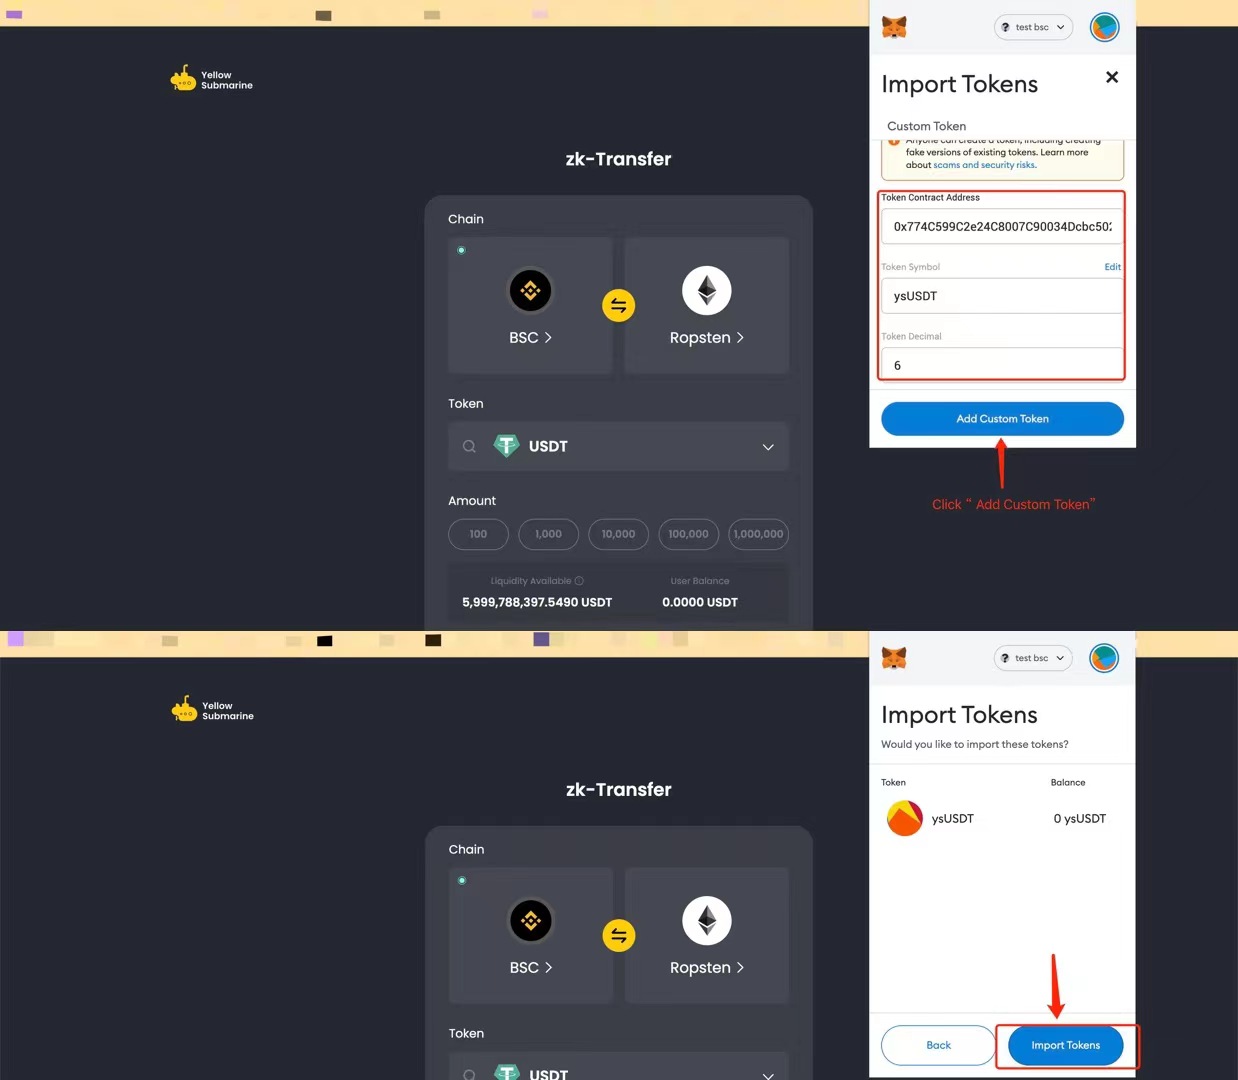 test bsc
Yellow
Submarine
Import Tokens
Custom Token
Anyone can create a token, including creating
fake versions of existing tokens. Learn more
about scams and security risks.
zk-Transfer
Token Contract Address
0x774C599C2e24C8007C90034Dcbc502
Chain
Token Symbol
Edit
ysUSDT
BSC
Ropsten
Token Decimal
6
Token
Add Custom Token
USDT
Click “ Add Custom Token”
Amount
100
1,000
10,000
100,000
1,000,000
Liquidity Available
User Balance
5,999,788,397.5490 USDT
0.0000 USDT
test bsc
Yellow
Submarine
Import Tokens
Would you like to import these tokens?
zk-Transfer
Token
Balance
ysUSDT
0 ysUSDT
Chain
BSC
Ropsten
Token
Back
Import Tokens
USDT